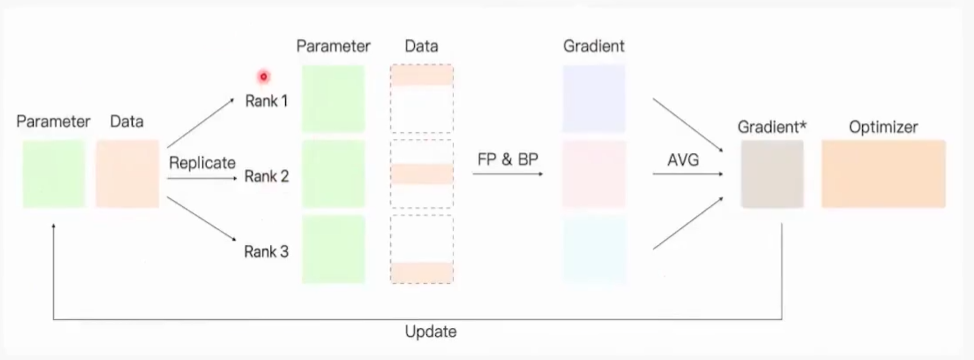 Parameter Data
Replicate
Rank 1
Rank 2
Rank 3
Parameter Data
FP & BP
Gradient
AVG
Gradient* Optimizer
Update